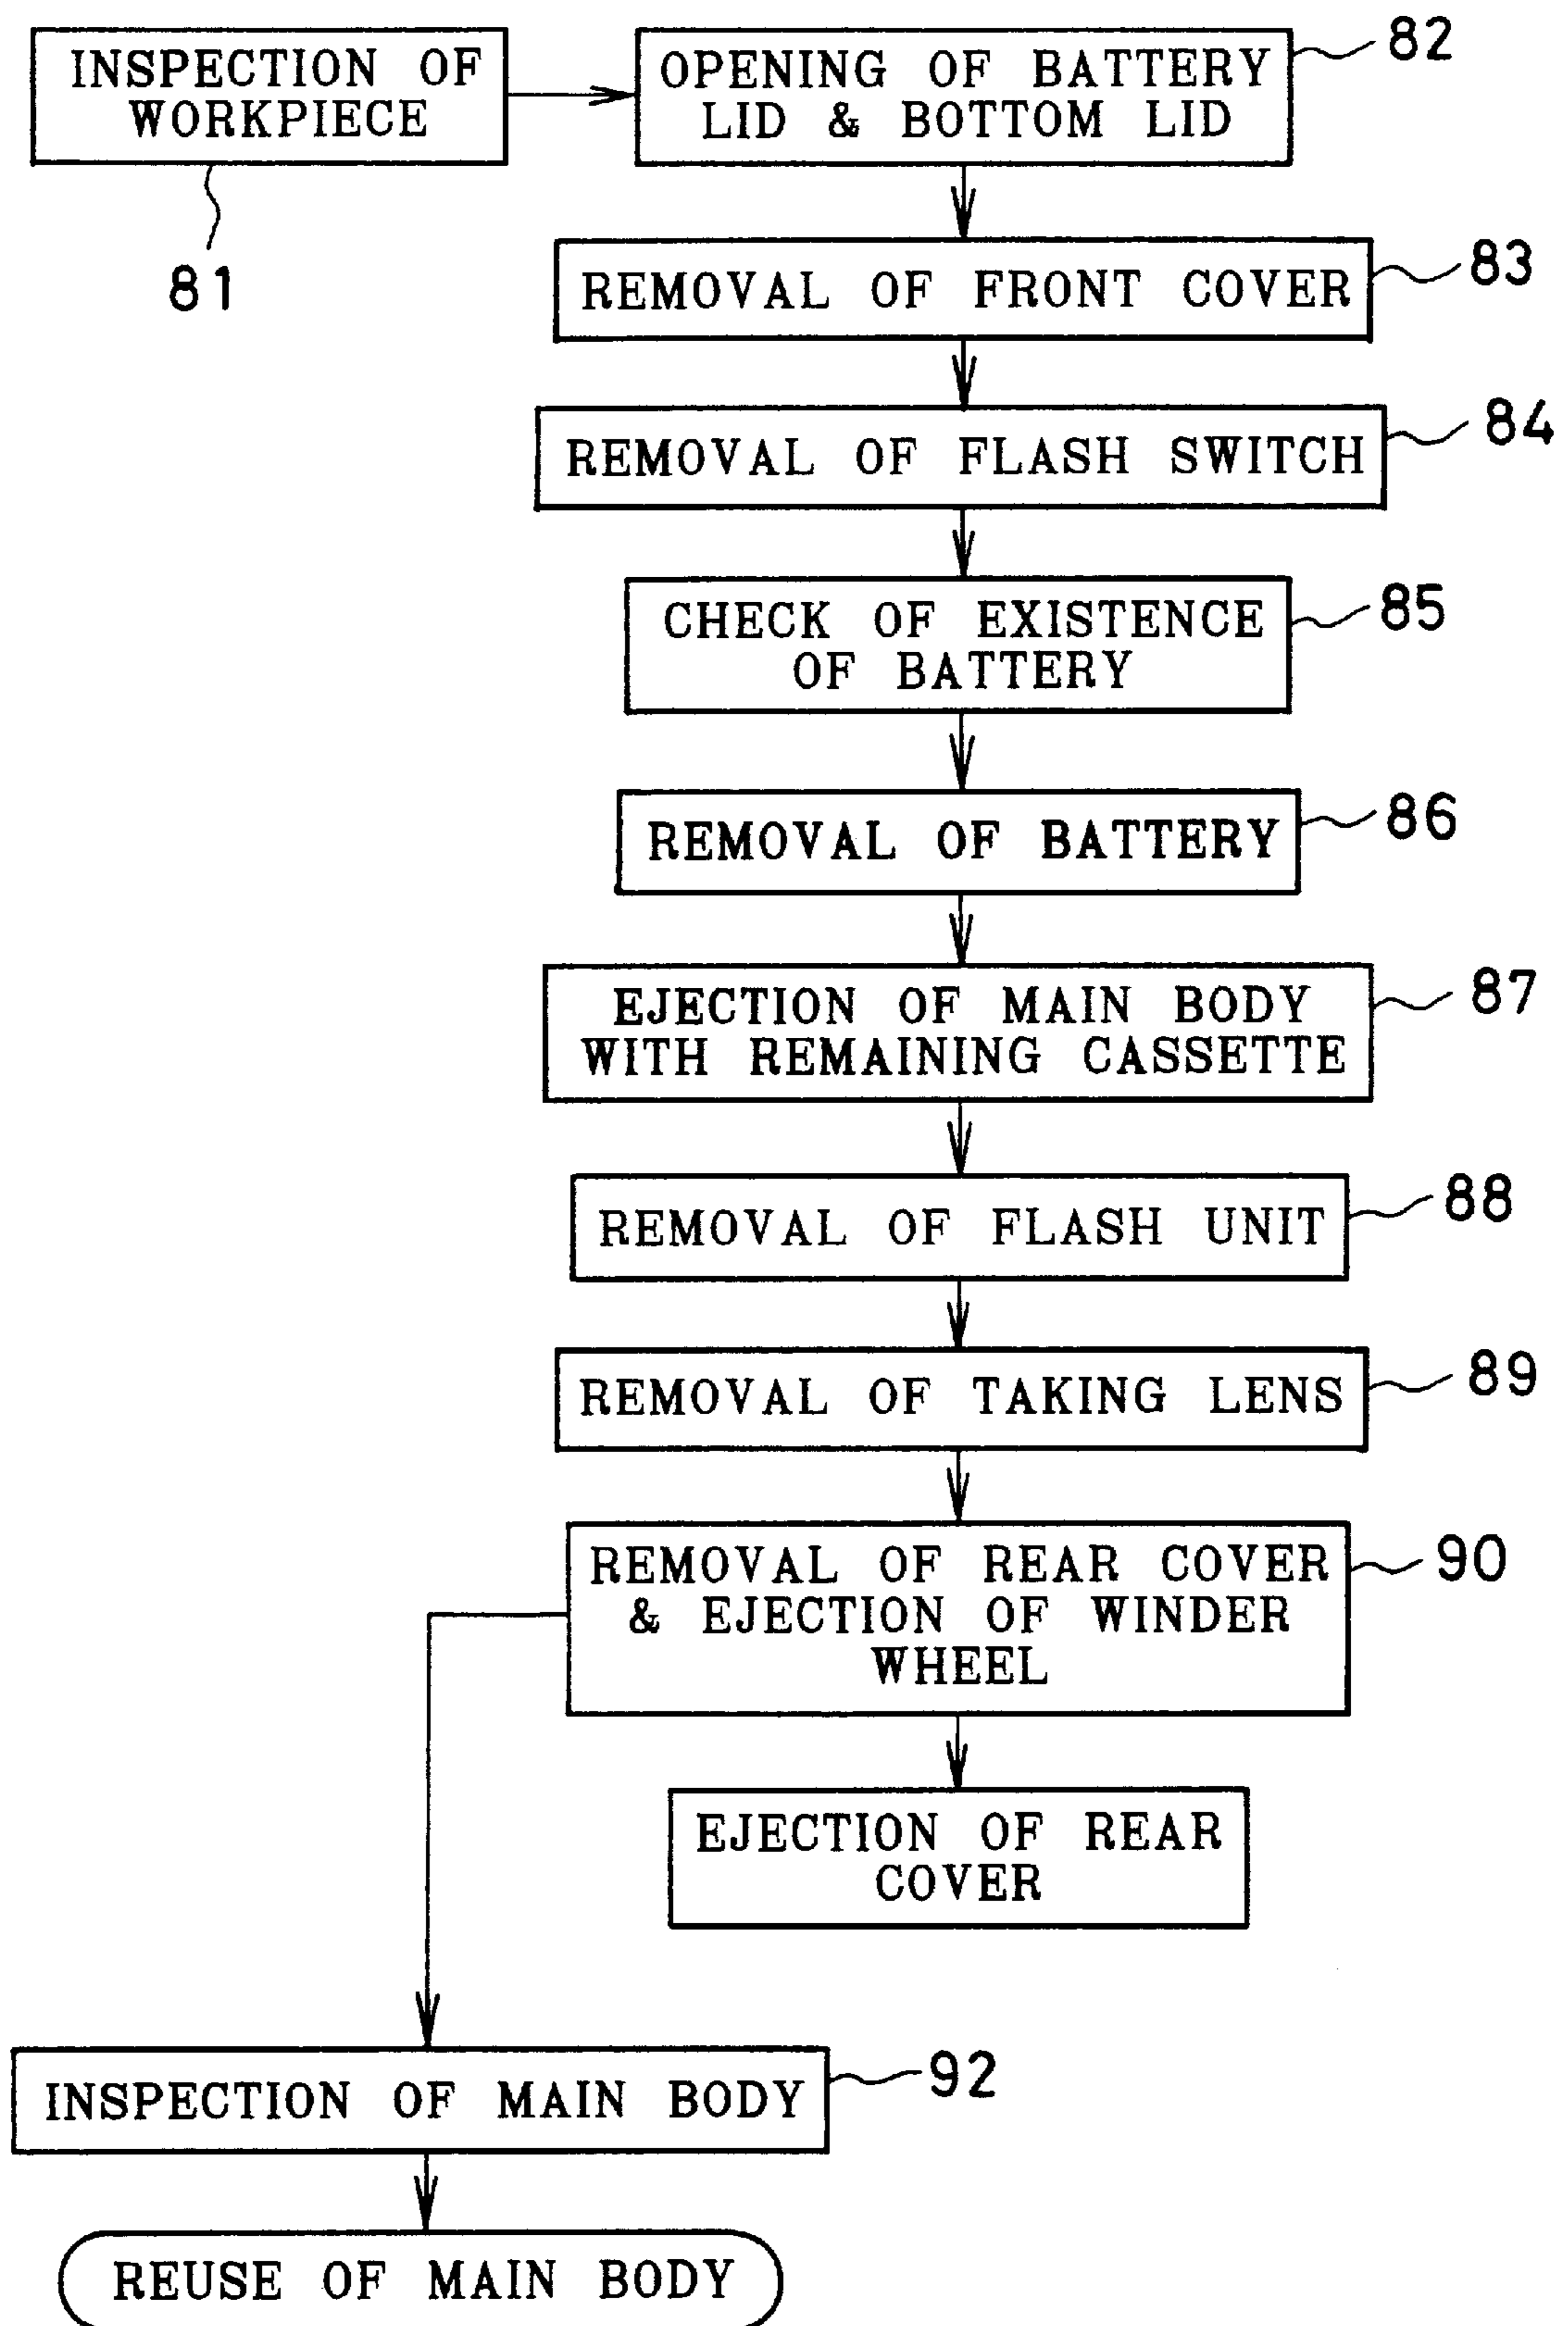 INSPECTION OF
WORKPIECE
81
OPENING OF BATTERY
LID & BOTTOM LID
82
REMOVAL OF FRONT COVER
83
REMOVAL OF FLASH SWITCH
84
CHECK OF EXISTENCE
OF BATTERY
85
REMOVAL OF BATTERY
86
EJECTION OF MAIN BODY
WITH REMAINING CASSETTE
87
REMOVAL OF FLASH UNIT
88
REMOVAL OF TAKING LENS
89
REMOVAL OF REAR COVER
& EJECTION OF WINDER
WHEEL
90
EJECTION OF REAR
COVER
INSPECTION OF MAIN BODY
92
REUSE OF MAIN BODY